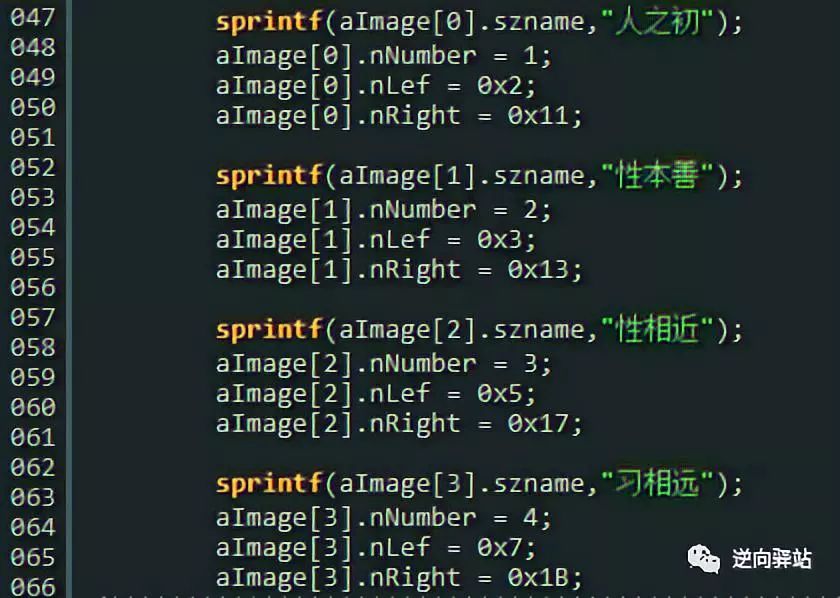 047 sprintf(aImage[0].szname,"人之初");
048 aImage[0].nNumber = 1;
049 aImage[0].nLef = 0x2;
050 aImage[0].nRight = 0x11;
051
052 sprintf(aImage[1].szname,"性本善");
053 aImage[1].nNumber = 2;
054 aImage[1].nLef = 0x3;
055 aImage[1].nRight = 0x13;
056
057 sprintf(aImage[2].szname,"性相近");
058 aImage[2].nNumber = 3;
059 aImage[2].nLef = 0x5;
060 aImage[2].nRight = 0x17;
061
062 sprintf(aImage[3].szname,"习相远");
063 aImage[3].nNumber = 4;
064 aImage[3].nLef = 0x7;
065 aImage[3].nRight = 0x1B;
066
逆向驿站